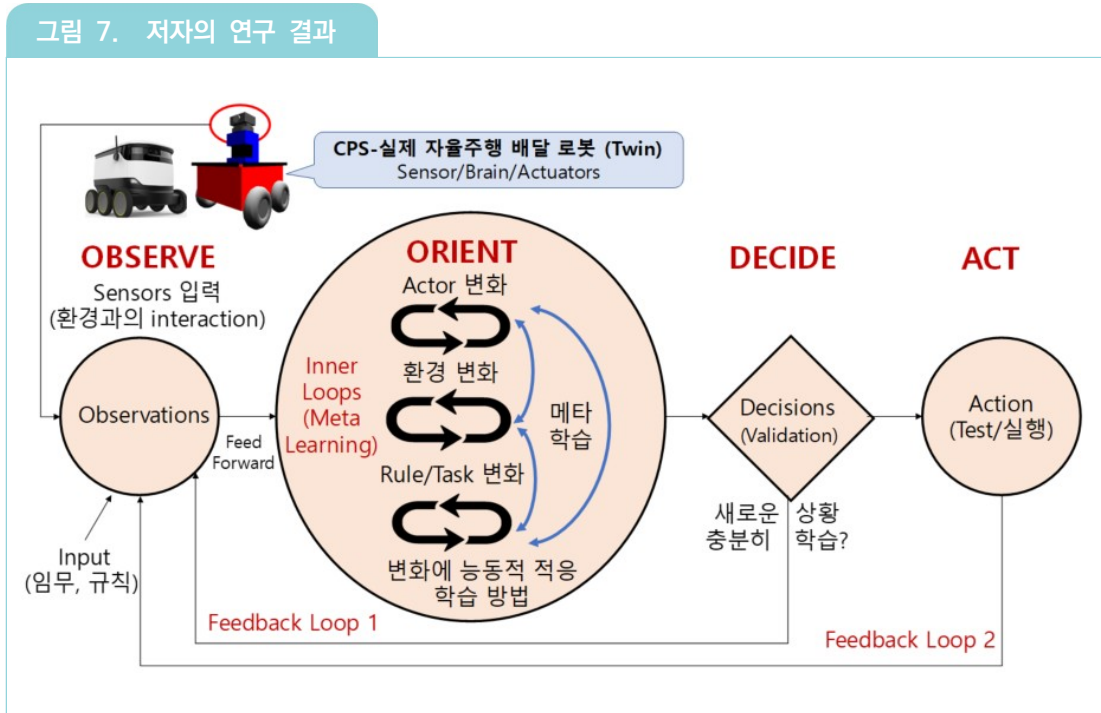 그림 7. 저자의 연구 결과
CPS-실제 자율주행 배달 로봇 (Twin)
Sensor/Brain/Actuators
OBSERVE
Sensors 입력
(환경과의 interaction)
Observations
Feed
Forward
Input
(임무, 규칙)
ORIENT
Actor 변화
환경 변화
Inner
Loops
(Meta
Learning)
메타
학습
Rule/Task 변화
변화에 능동적 적응
학습 방법
DECIDE
Decisions
(Validation)
새로운 상황
충분히 학습?
ACT
Action
(Test/실행)
Feedback Loop 1
Feedback Loop 2